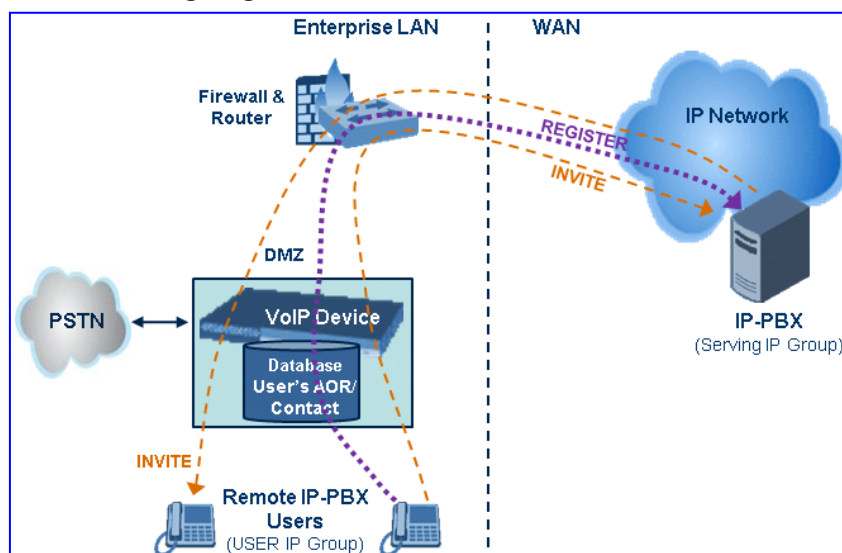 Enterprise LAN
WAN
Firewall &
Router
IP Network
REGISTER
INVITE
DMZ
PSTN
VoIP Device
IP-PBX
(Serving IP Group)
Database
User's AOR/
Contact
INVITE
Remote IP-PBX
Users
(USER IP Group)